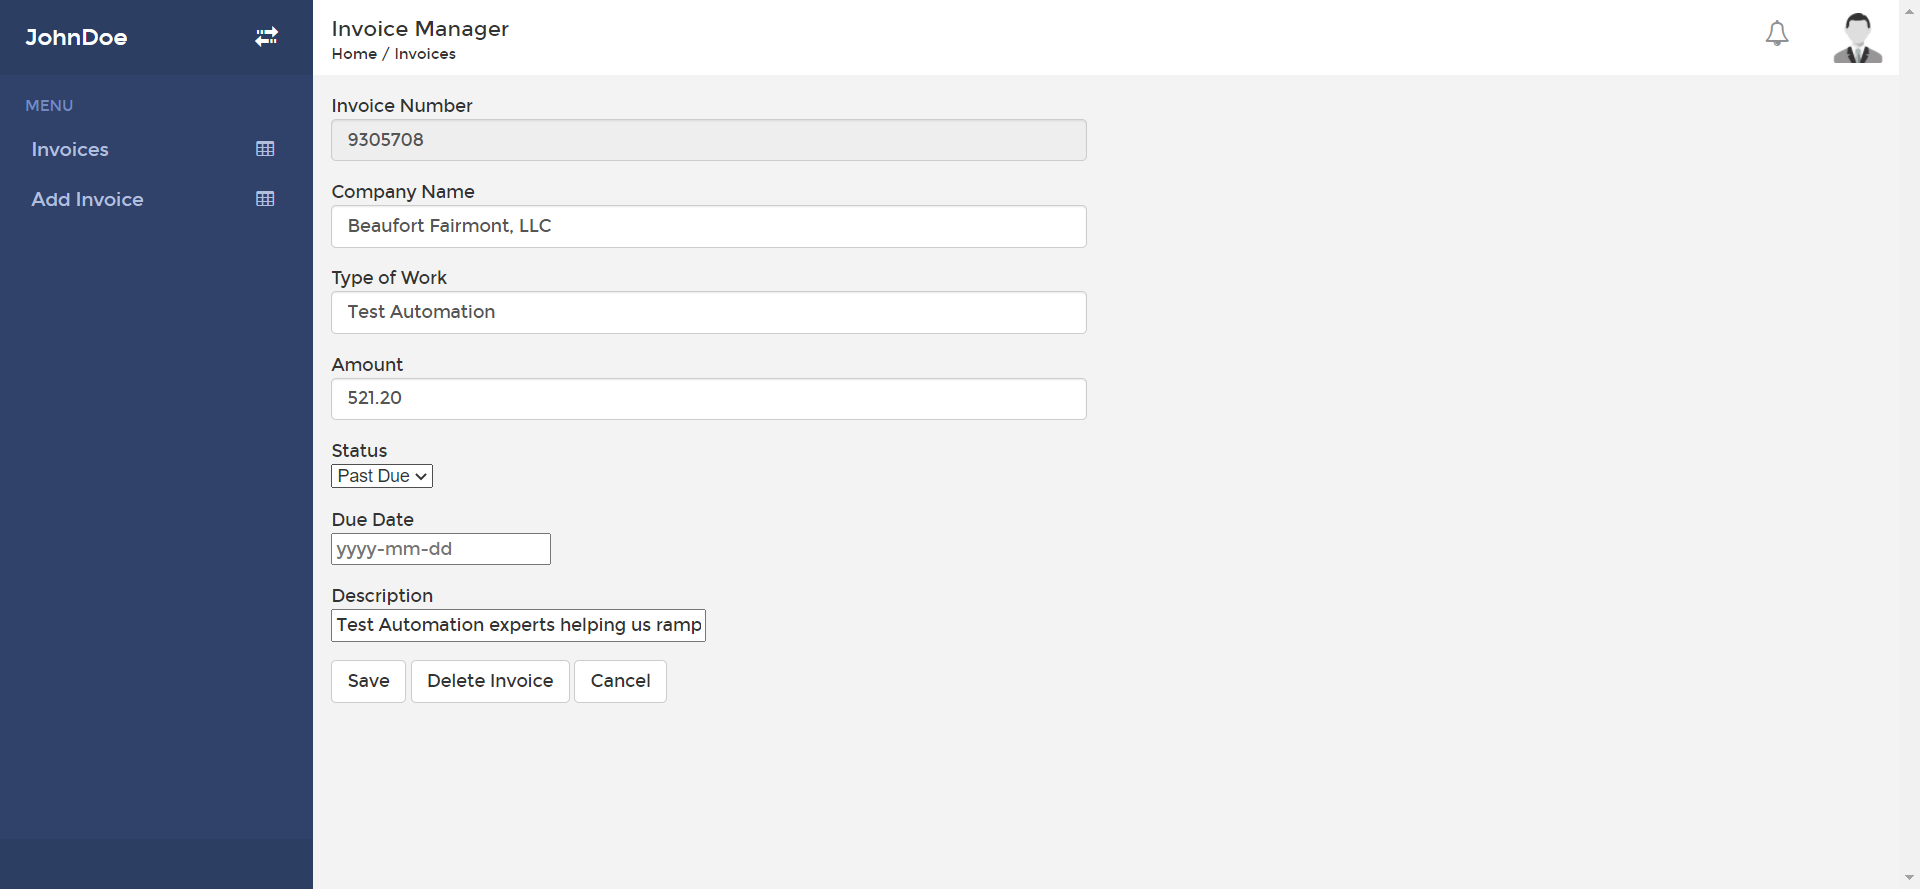 JohnDoe
MENU
Invoices
Add Invoice
Invoice Manager
Home / Invoices
Invoice Number
9305708
Company Name
Beaufort Fairmont, LLC
Type of Work
Test Automation
Amount
521.20
Status
Past Due
Due Date
yyyy-mm-dd
Description
Test Automation experts helping us ramp
Save Delete Invoice Cancel